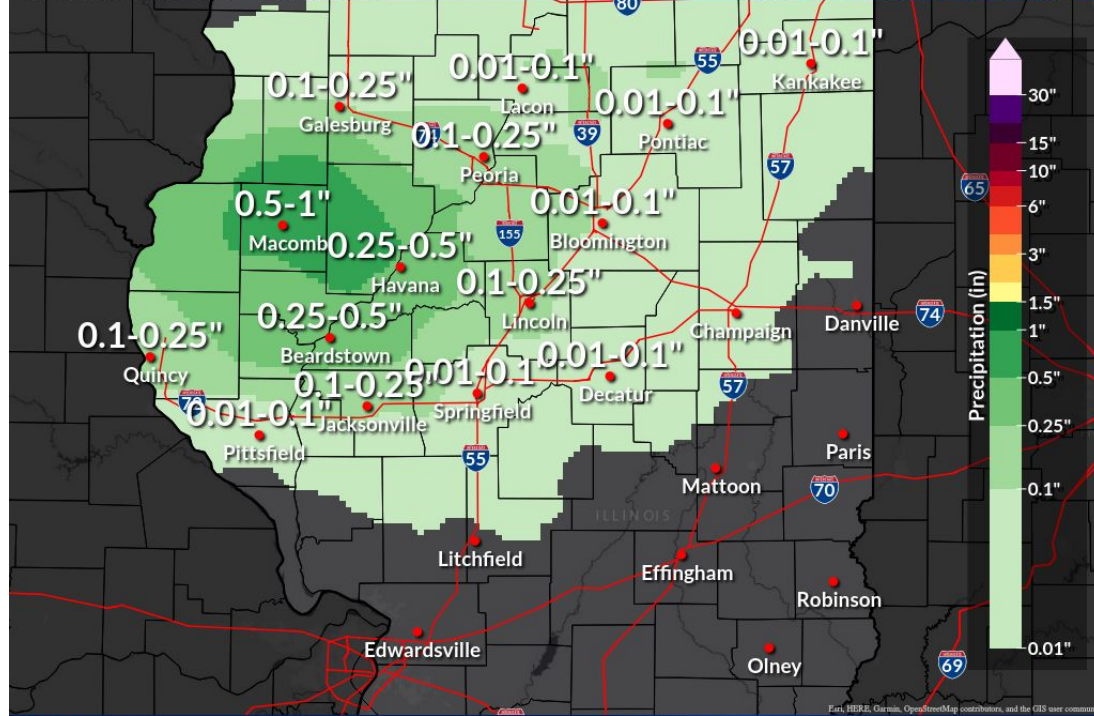 80
0.01-0.1"
Kankakee
55
0.01-0.1"
Lacon
0.1-0.25"
Galesburg
0.01-0.1"
Pontiac
30"
74
39
0.1-0.25"
Peoria
15"
57
10"
65
0.5-1"
Macomb
0.01-0.1"
Bloomington
6"
155
0.25-0.5"
Havana
3"
0.1-0.25"
Lincoln
1.5"
Champaign
Danville
74
0.25-0.5"
Beardstown
1"
Precipitation (in)
0.1-0.25"
Quincy
0.01-0.1"
Decatur
0.5"
57
0.1-0.25"
Jacksonville
0.01-0.1"
Springfield
0.01-0.1"
Pittsfield
0.25"
Paris
55
Mattoon
70
0.1"
ILLINOIS
Litchfield
Effingham
Robinson
Edwardsville
Olney
0.01"
69
Esri, HERE, Garmin, OpenStreetMap contributors, and the GIS user commun